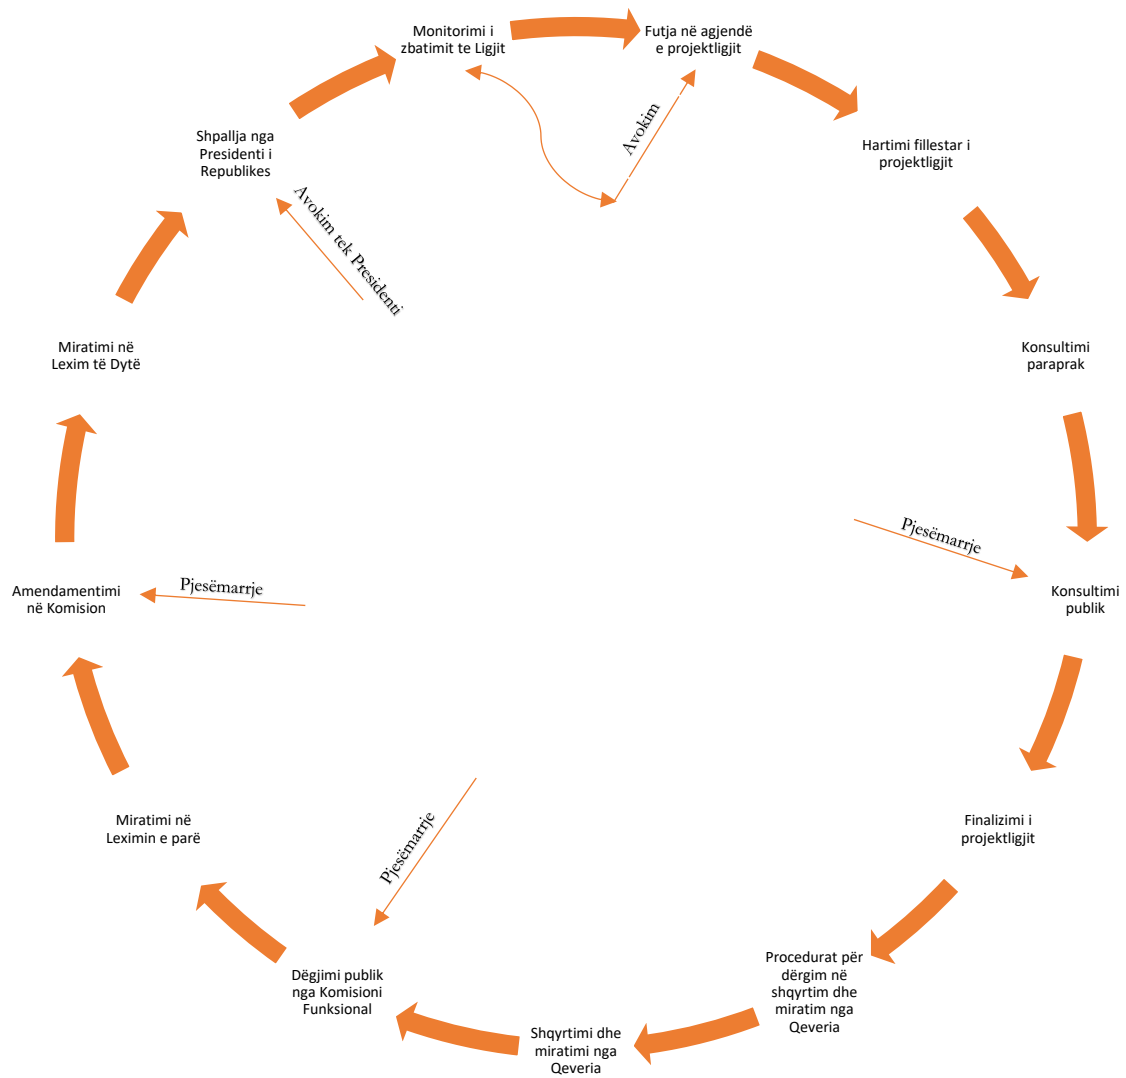 Monitorimi i
zbatimit te Ligjit
Futja në agjendë
e projektligjit
Avokim
Hartimi fillestar i
projektligjit
Konsultimi
paraprak
Pjesëmarrje
Konsultimi
publik
Finalizimi i
projektligjit
Procedurat për
dërgim në
shqyrtim dhe
miratim nga
Qeveria
Shqyrtimi dhe
miratimi nga
Qeveria
Dëgjimi publik
nga Komisioni
Funksional
Pjesëmarrje
Miratimi në
Leximin e parë
Amendamentimi
në Komision
Pjesëmarrje
Miratimi në
Lexim të Dytë
Shpallja nga
Presidenti i
Republikes
Avokim tek Presidenti